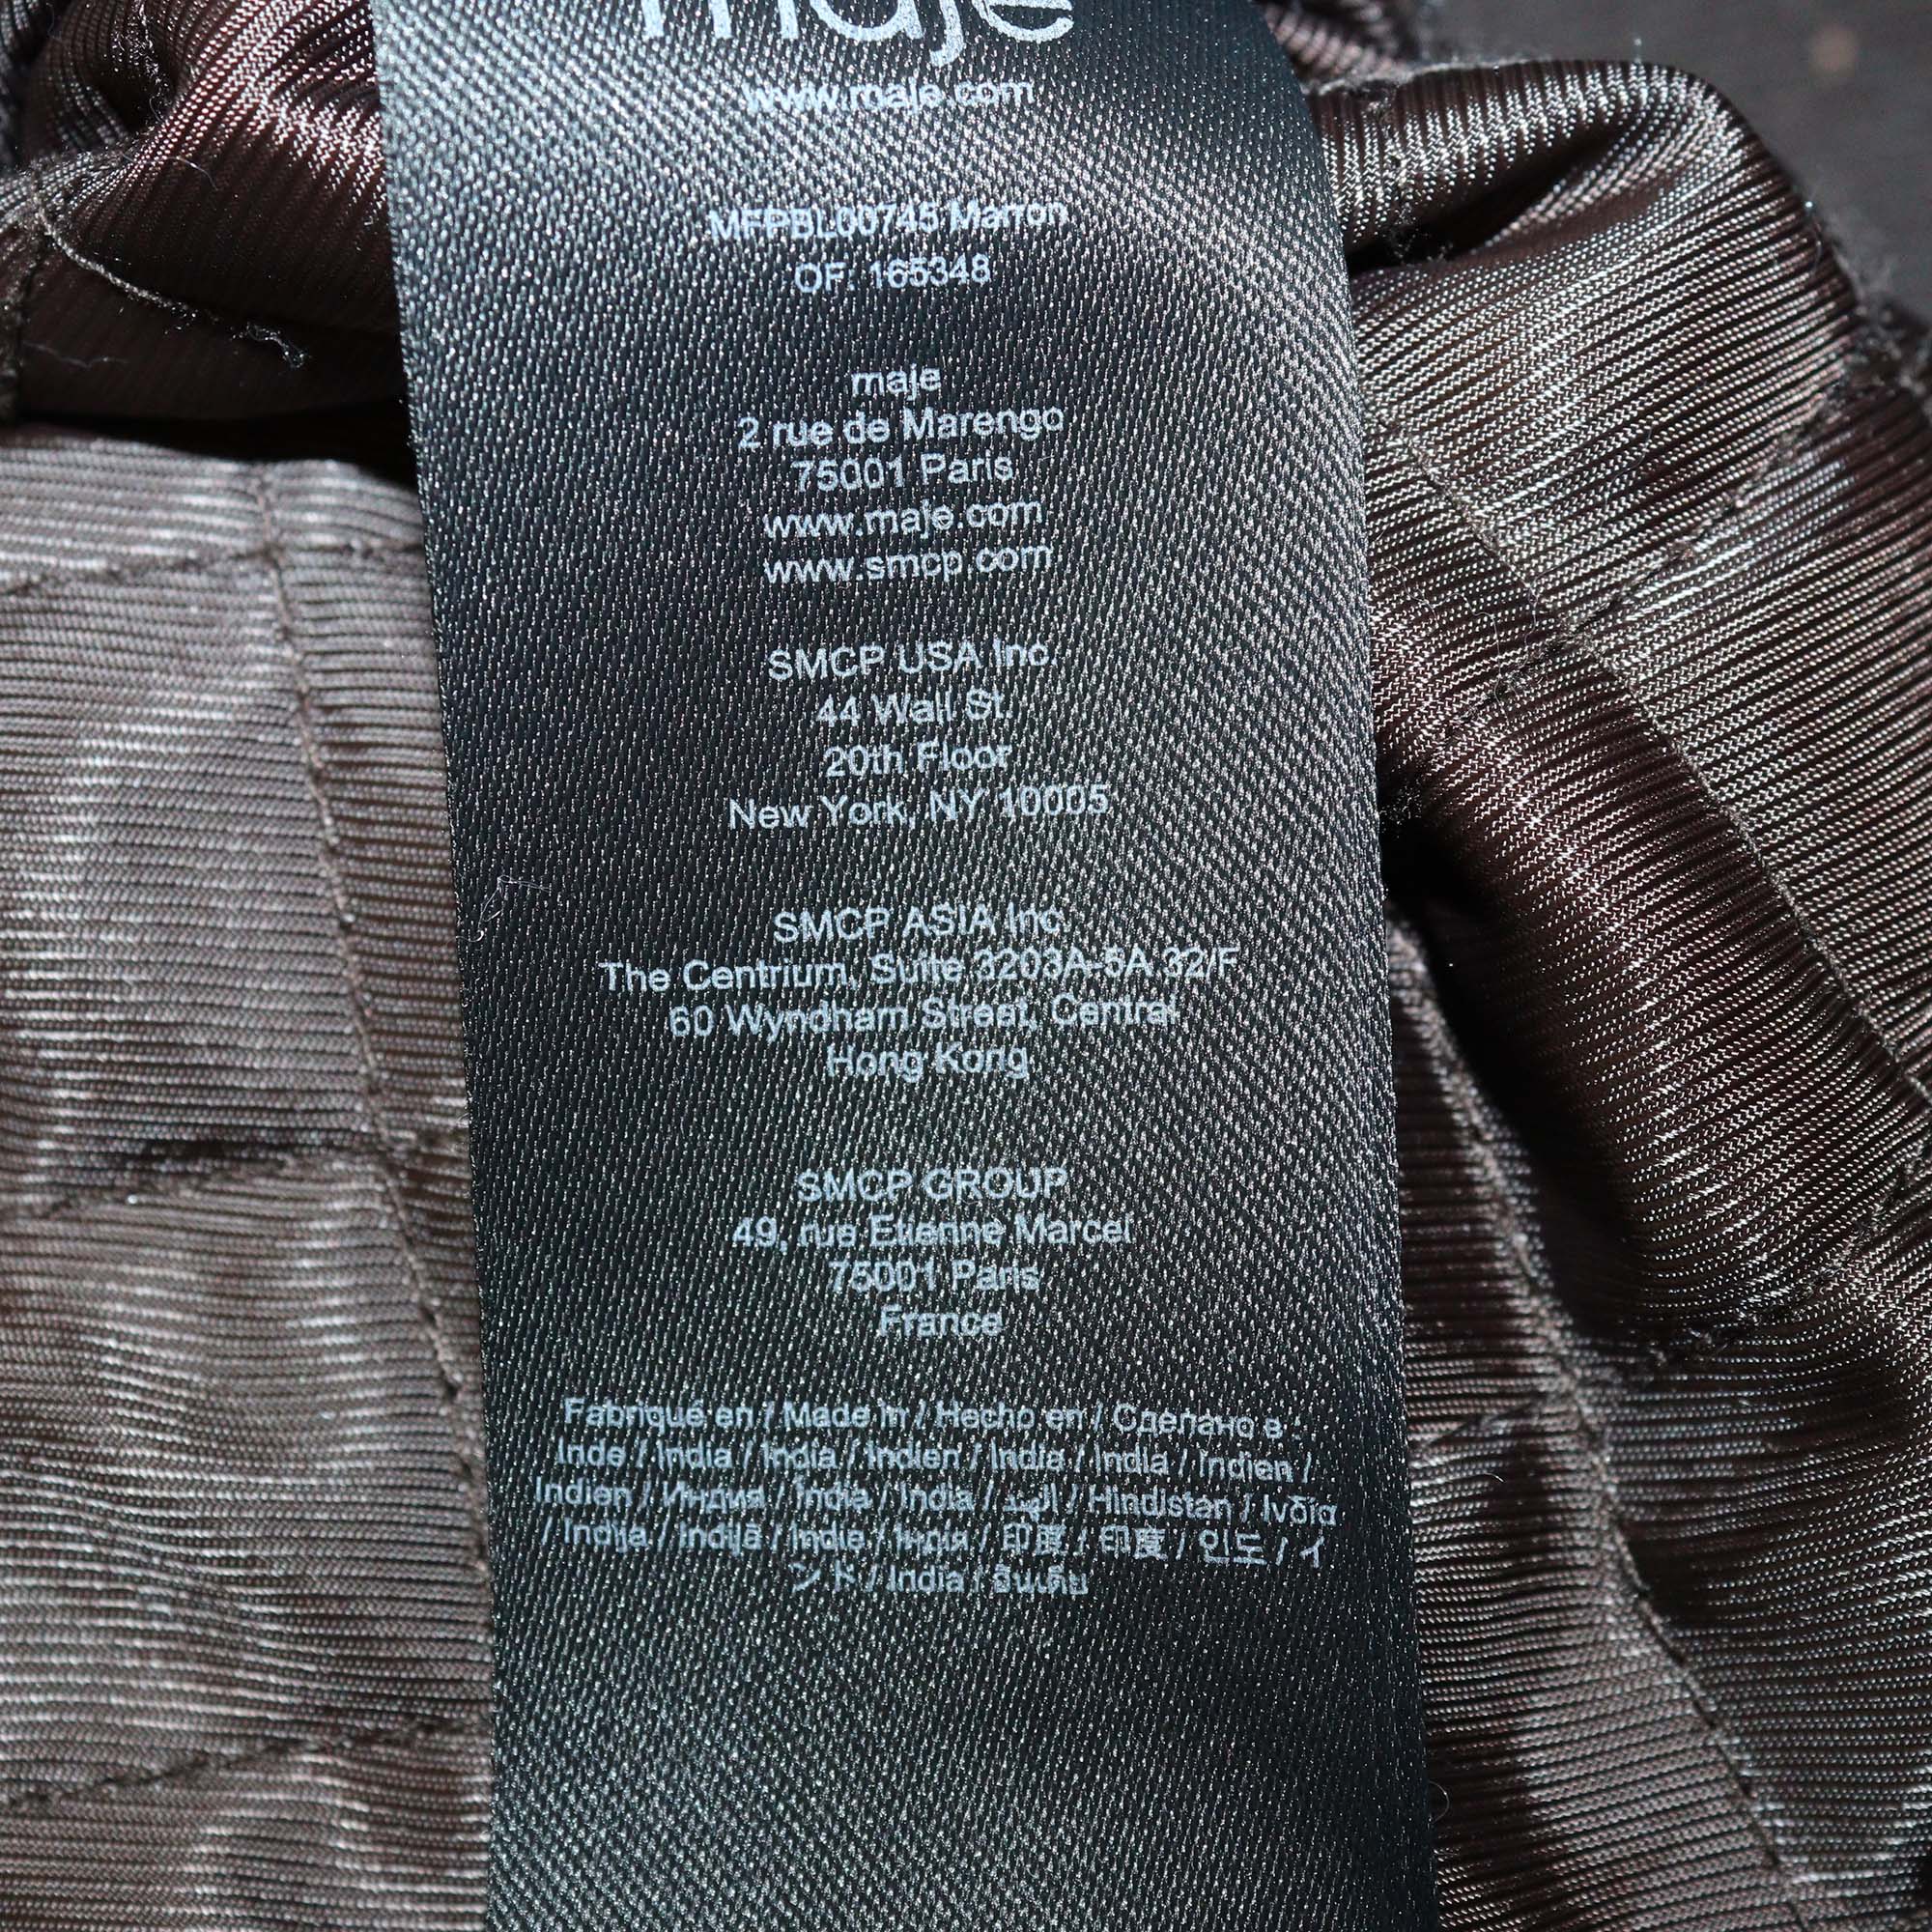 maje
www.maje.com
MFPBL00745 Marron
OF: 165348
maje
2 rue de Marengo
75001 Paris
www.maje.com
www.smcp.com
SMCP USA Inc
44 Wall St.
20th Floor
New York, NY 10005
SMCP ASIA Inc
The Centrium, Suite 3203A-5A 32/F
60 Wyndham Street, Central
Hong Kong
SMCP GROUP
49, rue Etienne Marcel
75001 Paris
France
Fabriqué en / Made in / Hecho en / Сделано в :
Inde / India / India / Indien / India / India / Indien /
Indien / Индия / Índia / India / الهند / Hindistan / Ινδία
/ Indija / Indijā / Indie / Індія / 印度 / 印度 / 인도 / イ
ンド / India / อินเดีย